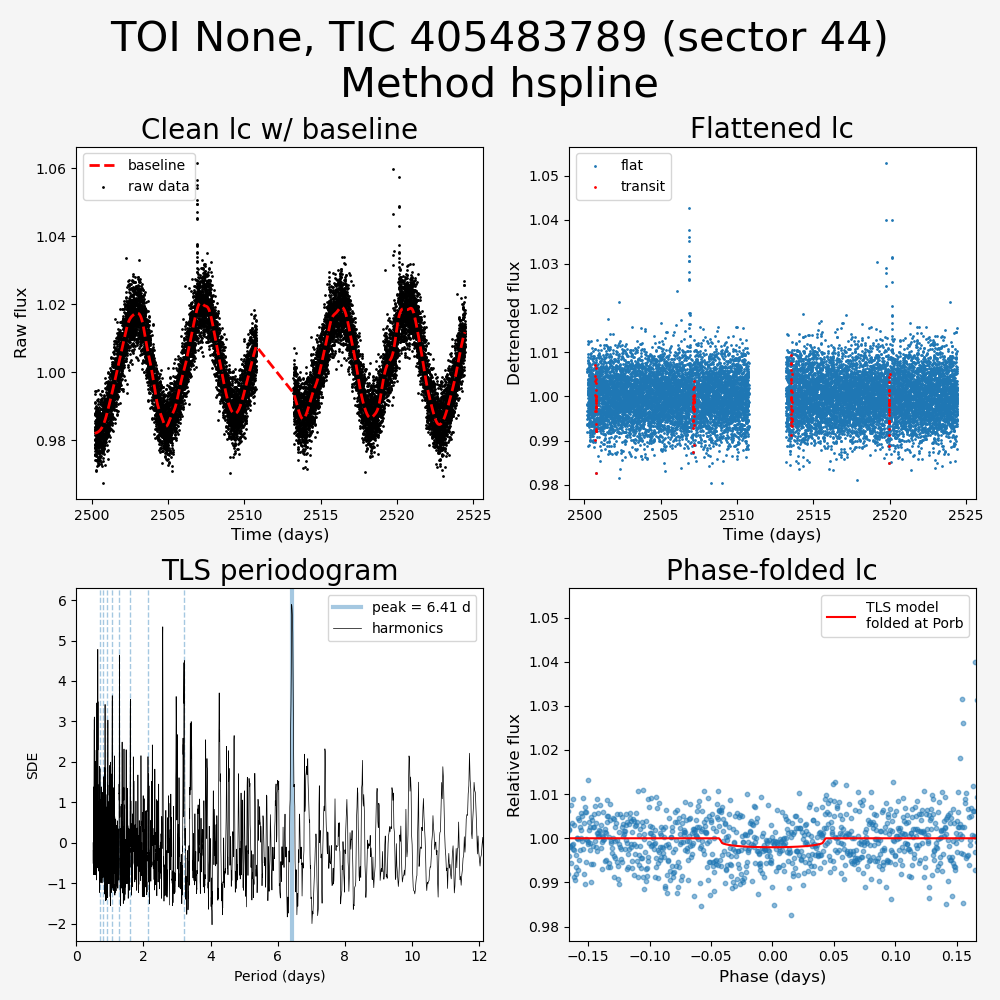 TOI None, TIC 405483789 (sector 44)
Method hspline
Clean lc w/ baseline
baseline
raw data
Raw flux
1.06
1.04
1.02
1.00
0.98
2500
2505
2510
2515
2520
2525
Time (days)
Flattened lc
flat
transit
Detrended flux
1.05
1.04
1.03
1.02
1.01
1.00
0.99
0.98
2500
2505
2510
2515
2520
2525
Time (days)
TLS periodogram
peak = 6.41 d
harmonics
SDE
6
5
4
3
2
1
0
−1
−2
0
2
4
6
8
10
12
Period (days)
Phase-folded lc
TLS model
folded at Porb
Relative flux
1.05
1.04
1.03
1.02
1.01
1.00
0.99
0.98
−0.15
−0.10
−0.05
0.00
0.05
0.10
0.15
Phase (days)